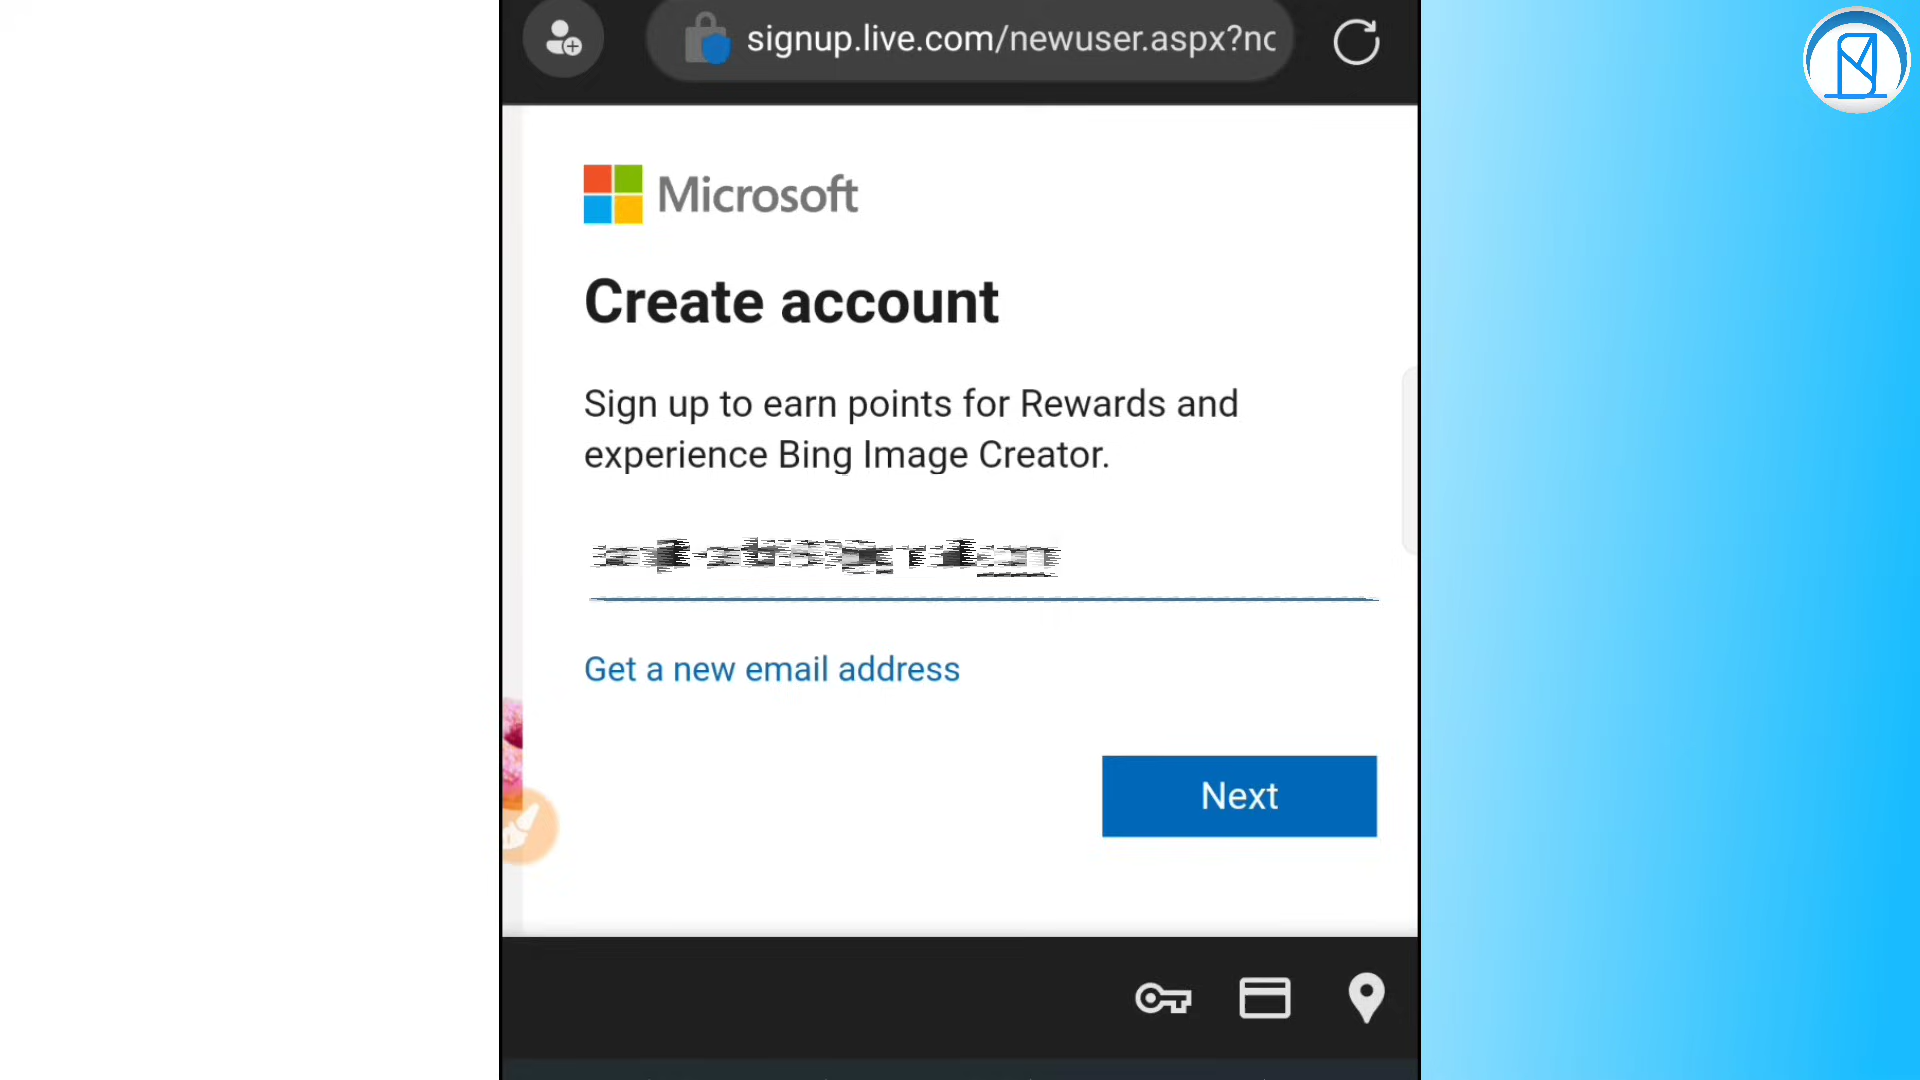 signup.live.com/newuser.aspx?nc
Microsoft
Create account
Sign up to earn points for Rewards and
experience Bing Image Creator.
Get a new email address
Next